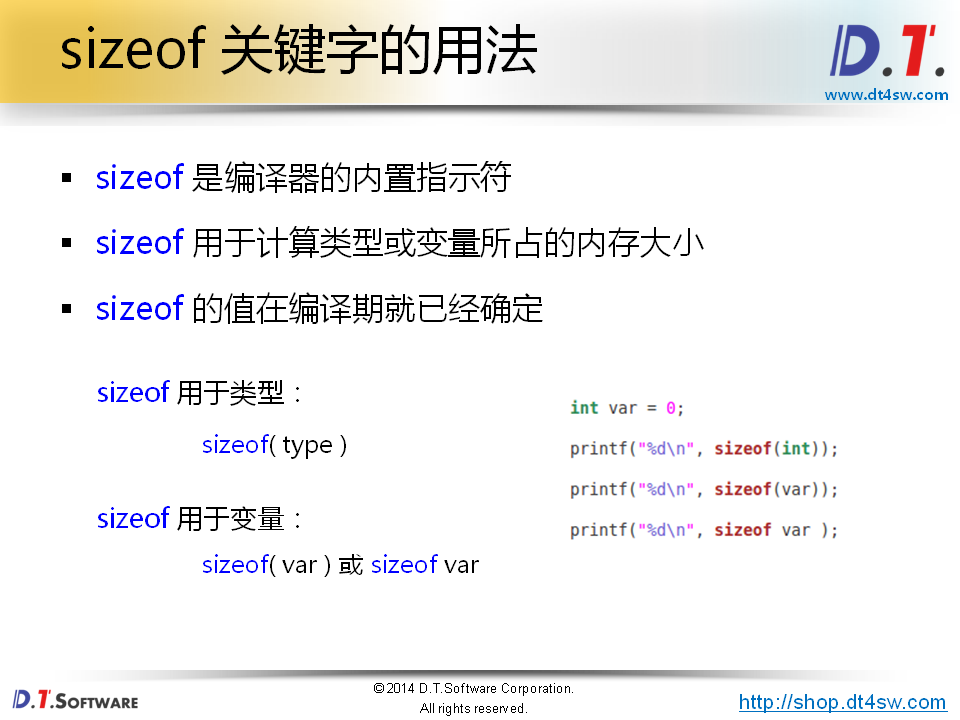 sizeof 关键字的用法
D.T.
www.dt4sw.com
▪ sizeof 是编译器的内置指示符
▪ sizeof 用于计算类型或变量所占的内存大小
▪ sizeof 的值在编译期就已经确定
sizeof 用于类型：
sizeof( type )
sizeof 用于变量：
sizeof( var ) 或 sizeof var
int var = 0;
printf("%d\n", sizeof(int));
printf("%d\n", sizeof(var));
printf("%d\n", sizeof var );
D.T.SOFTWARE
©2014 D.T.Software Corporation.
All rights reserved.
http://shop.dt4sw.com